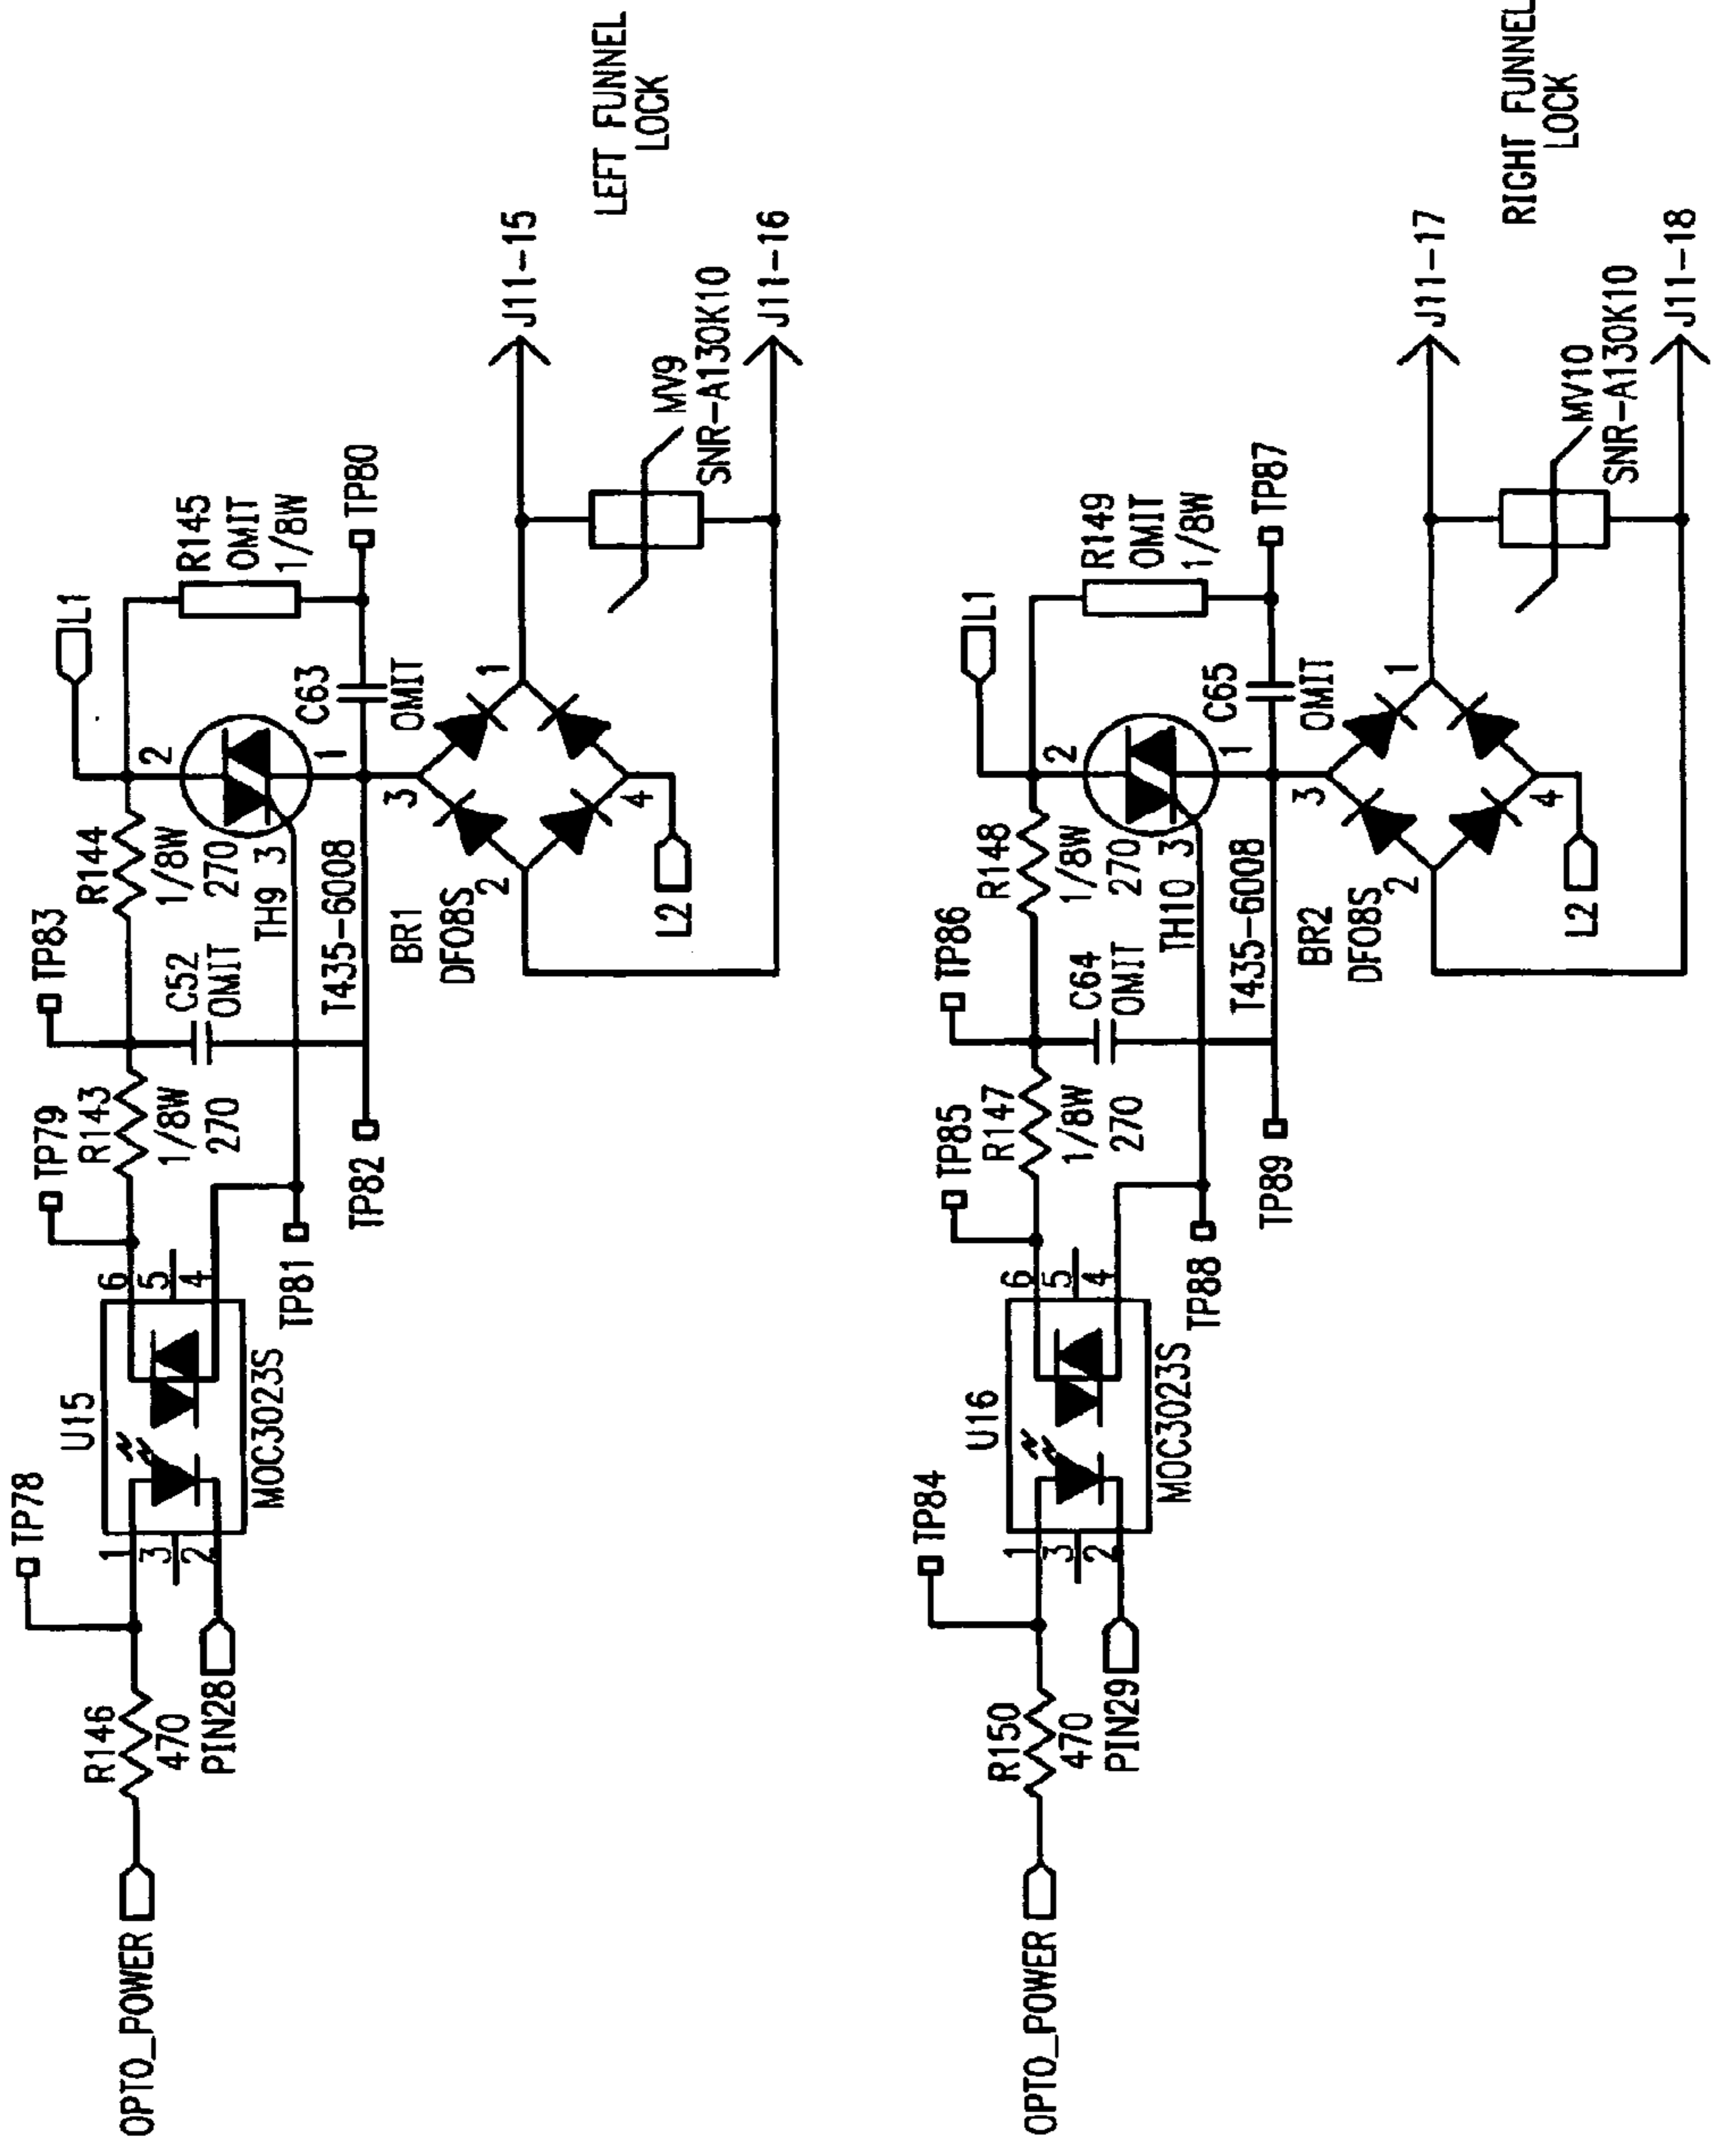 OPTO_POWER
R146
470
PIN28
TP78
1
3
2
U15
MOC3023S
6
5
4
TP79
TP81
R143
1/8W
270
TP82
TP83
C52
OMIT
R144
1/8W
270
TH9
3
T435-6008
2
1
L1
R145
OMIT
1/8W
C63
OMIT
TP80
BR1
DF08S
3
1
2
4
L2
MV9
SNR-A130K10
J11-15
J11-16
LEFT FUNNEL
LOCK
OPTO_POWER
R150
470
PIN29
TP84
1
3
2
U16
MOC3023S
6
5
4
TP85
TP88
R147
1/8W
270
TP89
TP86
C64
OMIT
R148
1/8W
270
TH10
3
T435-6008
2
1
L1
R149
OMIT
1/8W
C65
OMIT
TP87
BR2
DF08S
3
1
2
4
L2
MV10
SNR-A130K10
J11-17
J11-18
RIGHT FUNNEL
LOCK